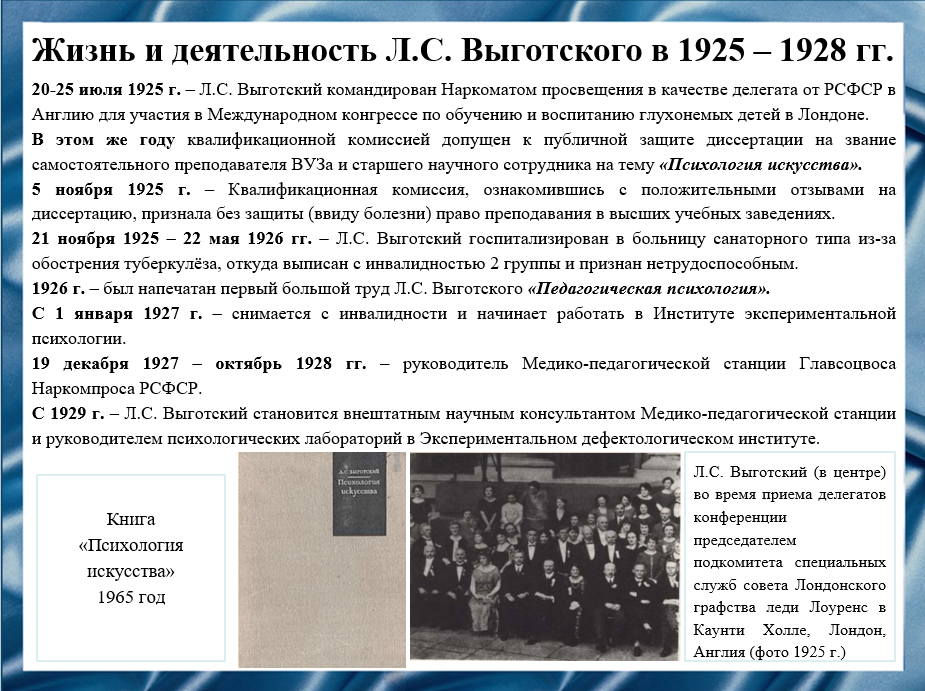 Жизнь и деятельность Л.С. Выготского в 1925 – 1928 гг.
20-25 июля 1925 г. – Л.С. Выготский командирован Наркоматом просвещения в качестве делегата от РСФСР в
Англию для участия в Международном конгрессе по обучению и воспитанию глухонемых детей в Лондоне.
В этом же году квалификационной комиссией допущен к публичной защите диссертации на звание
самостоятельного преподавателя ВУЗа и старшего научного сотрудника на тему «Психология искусства».
5 ноября 1925 г. – Квалификационная комиссия, ознакомившись с положительными отзывами на
диссертацию, признала без защиты (ввиду болезни) право преподавания в высших учебных заведениях.
21 ноября 1925 – 22 мая 1926 гг. – Л.С. Выготский госпитализирован в больницу санаторного типа из-за
обострения туберкулёза, откуда выписан с инвалидностью 2 группы и признан нетрудоспособным.
1926 г. – был напечатан первый большой труд Л.С. Выготского «Педагогическая психология».
С 1 января 1927 г. – снимается с инвалидности и начинает работать в Институте экспериментальной
психологии.
19 декабря 1927 – октябрь 1928 гг. – руководитель Медико-педагогической станции Главсоцвоса
Наркомпроса РСФСР.
С 1929 г. – Л.С. Выготский становится внештатным научным консультантом Медико-педагогической станции
и руководителем психологических лабораторий в Экспериментальном дефектологическом институте.
Книга
«Психология
искусства»
1965 год
Л.С. ВЫГОТСКИЙ
Психология
искусства
Л.С. Выготский (в центре)
во время приема делегатов
конференции
председателем
подкомитета специальных
служб совета Лондонского
графства леди Лоуренс в
Каунти Холле, Лондон,
Англия (фото 1925 г.)